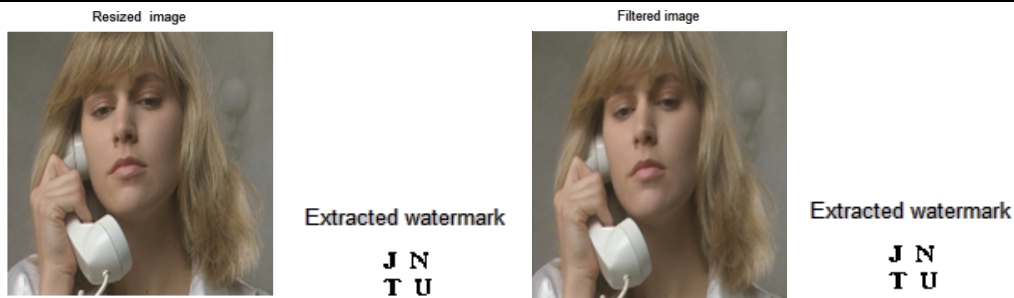 Resized image
Filtered image
Extracted watermark
J N
T U
Extracted watermark
J N
T U